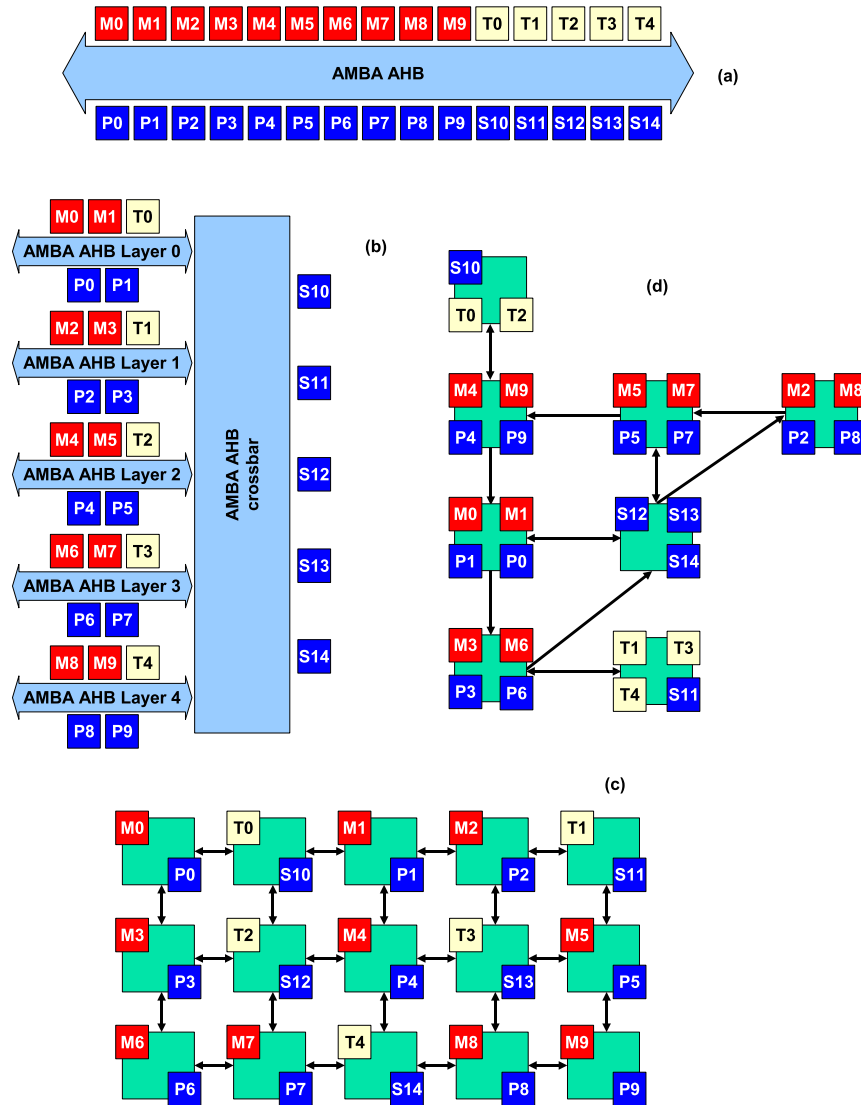 M0 M1 M2 M3 M4 M5 M6 M7 M8 M9 T0 T1 T2 T3 T4
AMBA AHB
(a)
P0 P1 P2 P3 P4 P5 P6 P7 P8 P9 S10 S11 S12 S13 S14
M0 M1 T0
AMBA AHB Layer 0
P0 P1
M2 M3 T1
AMBA AHB Layer 1
P2 P3
M4 M5 T2
AMBA AHB Layer 2
P4 P5
M6 M7 T3
AMBA AHB Layer 3
P6 P7
M8 M9 T4
AMBA AHB Layer 4
P8 P9
AMBA AHB
crossbar
S10
S11
S12
S13
S14
(b)
(d)
S10
T0 T2
M4 M9 M5 M7 M2 M8
P4 P9 P5 P7 P2 P8
M0 M1 S12 S13
P1 P0 S14
M3 M6 T1 T3
P3 P6 T4 S11
(c)
M0 T0 M1 M2 T1
P0 S10 P1 P2 S11
M3 T2 M4 T3 M5
P3 S12 P4 S13 P5
M6 M7 T4 M8 M9
P6 P7 S14 P8 P9